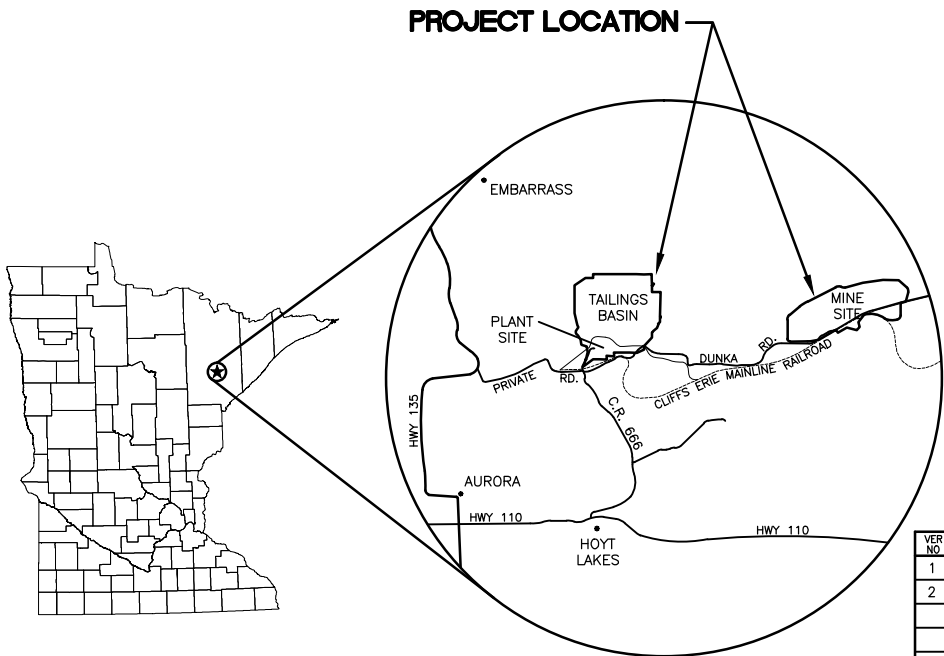 PROJECT LOCATION
EMBARRASS
TAILINGS
BASIN
MINE
SITE
PLANT
SITE
PRIVATE
RD.
DUNKA
RD.
CLIFFS ERIE MAINLINE RAILROAD
HWY 135
C.R. 666
AURORA
HWY 110
HOYT
LAKES
HWY 110
VER
NO
1
2